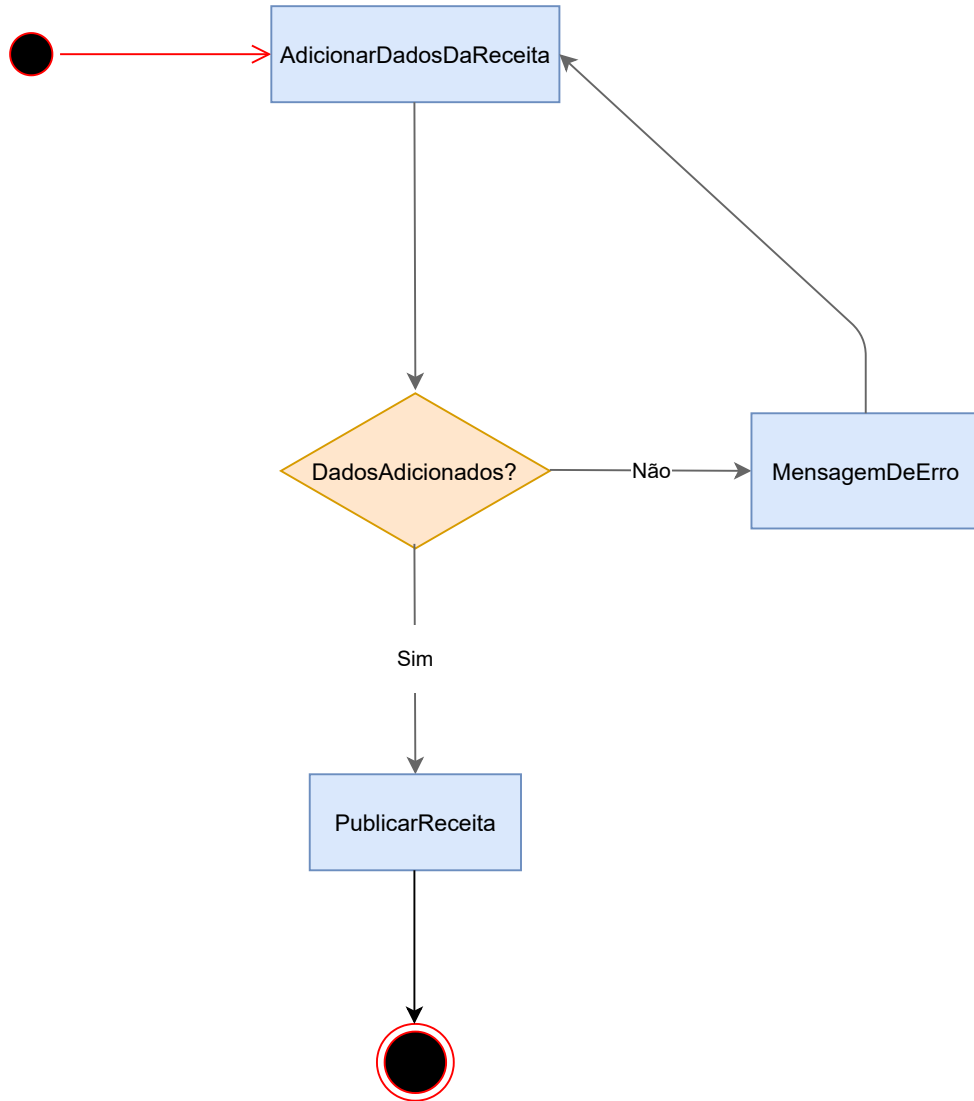 AdicionarDadosDaReceita
DadosAdicionados?
Não
MensagemDeErro
Sim
PublicarReceita